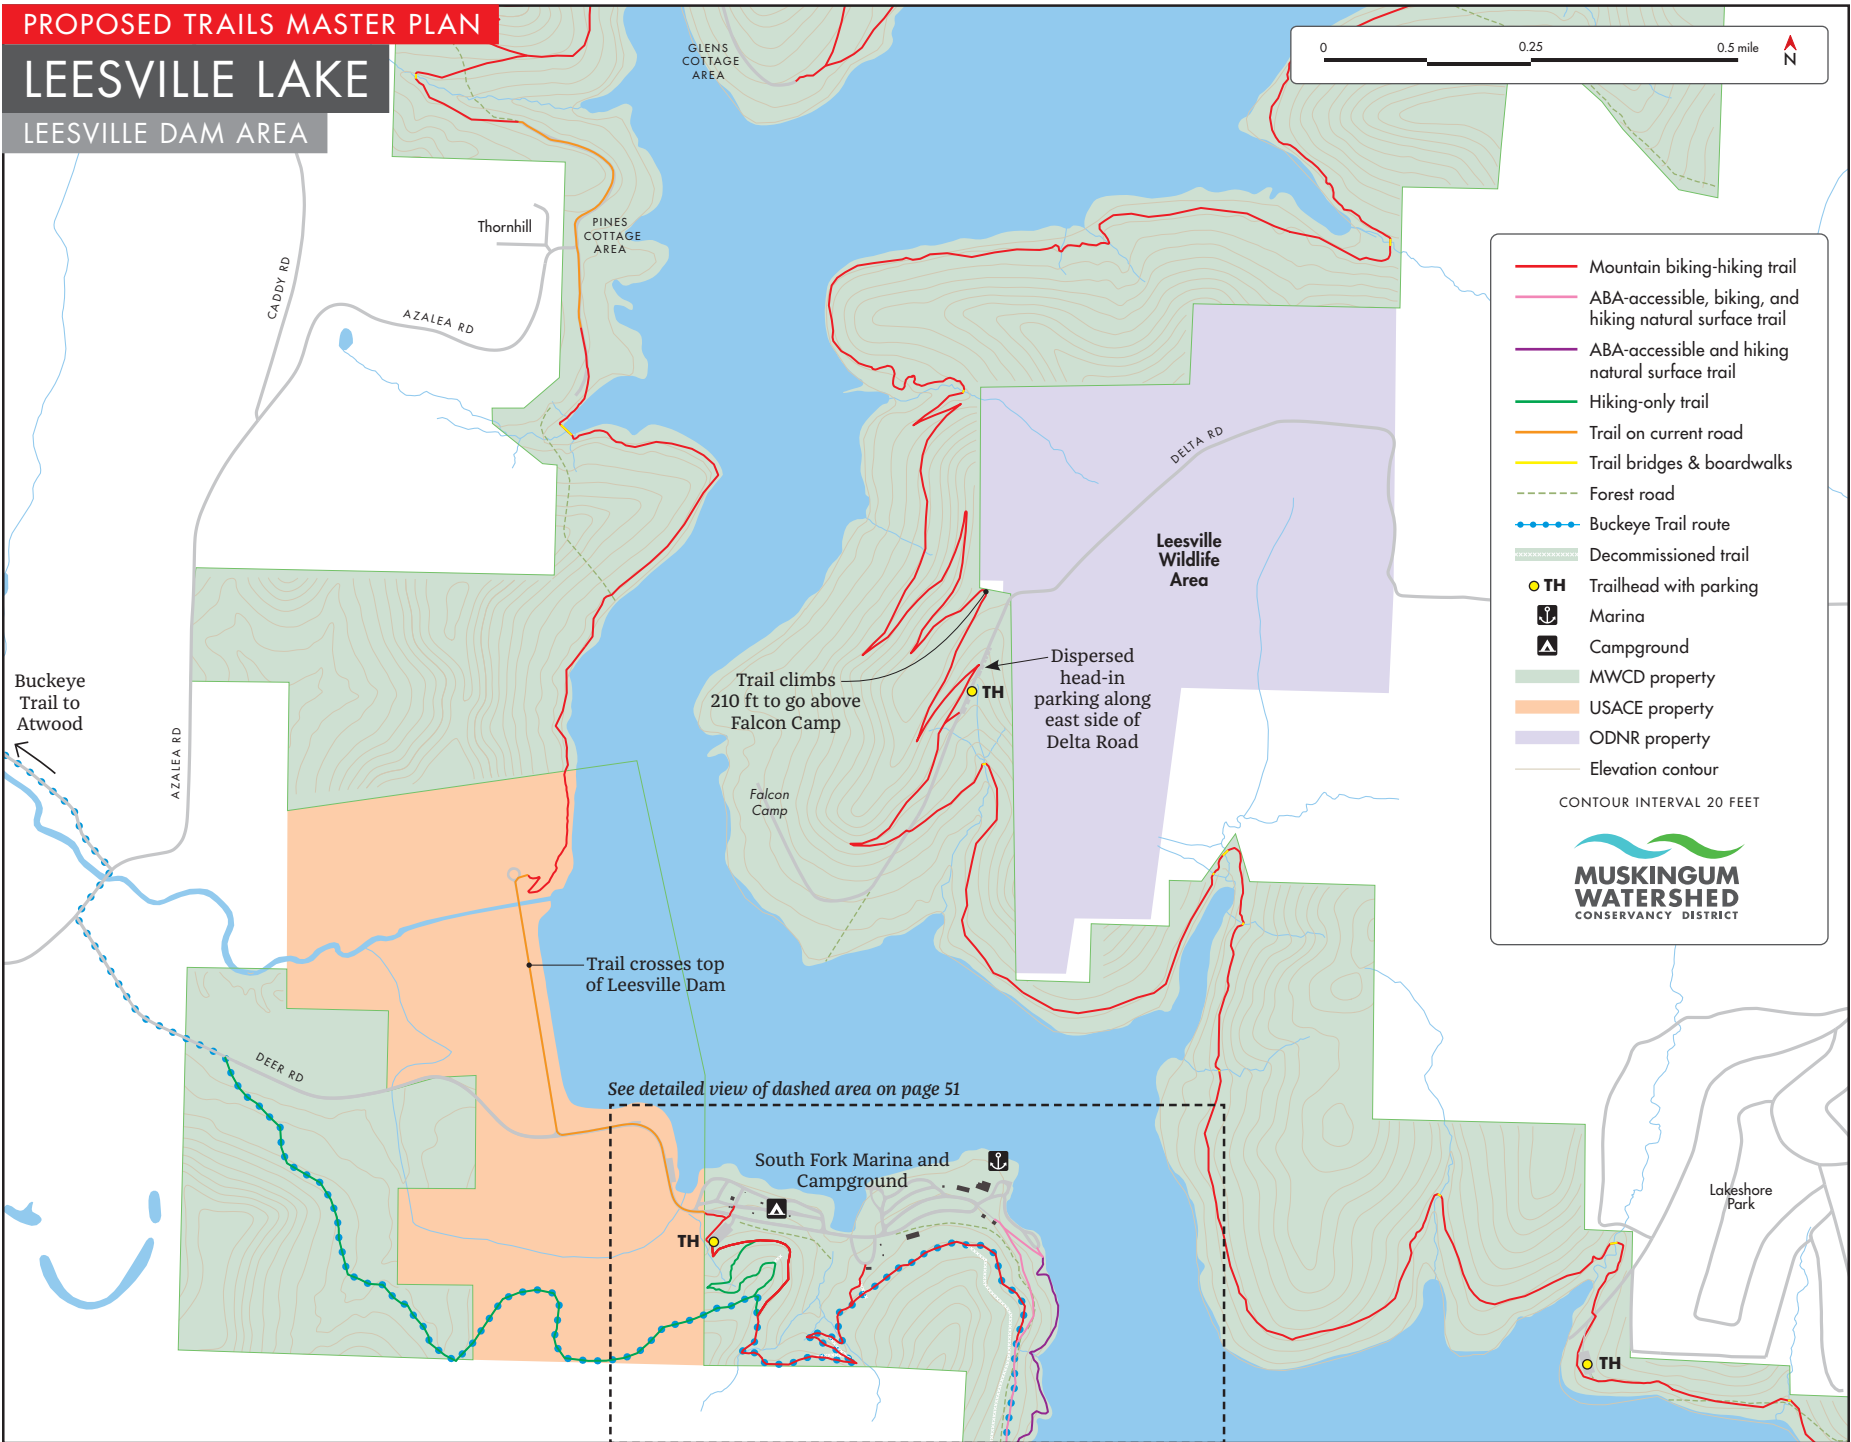 PROPOSED TRAILS MASTER PLAN
LEESVILLE LAKE
LEESVILLE DAM AREA
GLENS
COTTAGE
AREA
0 0.25 0.5 mile
N
Thornhill
PINES
COTTAGE
AREA
CADDY RD
AZALEA RD
DELTA RD
Leesville
Wildlife
Area
Mountain biking-hiking trail
ABA-accessible, biking, and
hiking natural surface trail
ABA-accessible and hiking
natural surface trail
Hiking-only trail
Trail on current road
Trail bridges & boardwalks
Forest road
Buckeye Trail route
Decommissioned trail
TH Trailhead with parking
Marina
Campground
MWCD property
USACE property
ODNR property
Elevation contour
CONTOUR INTERVAL 20 FEET
MUSKINGUM
WATERSHED
CONSERVANCY DISTRICT
Buckeye
Trail to
Atwood
AZALEA RD
Trail climbs
210 ft to go above
Falcon Camp
TH
Dispersed
head-in
parking along
east side of
Delta Road
Falcon
Camp
Trail crosses top
of Leesville Dam
DEER RD
See detailed view of dashed area on page 51
South Fork Marina and
Campground
TH
Lakeshore
Park
TH